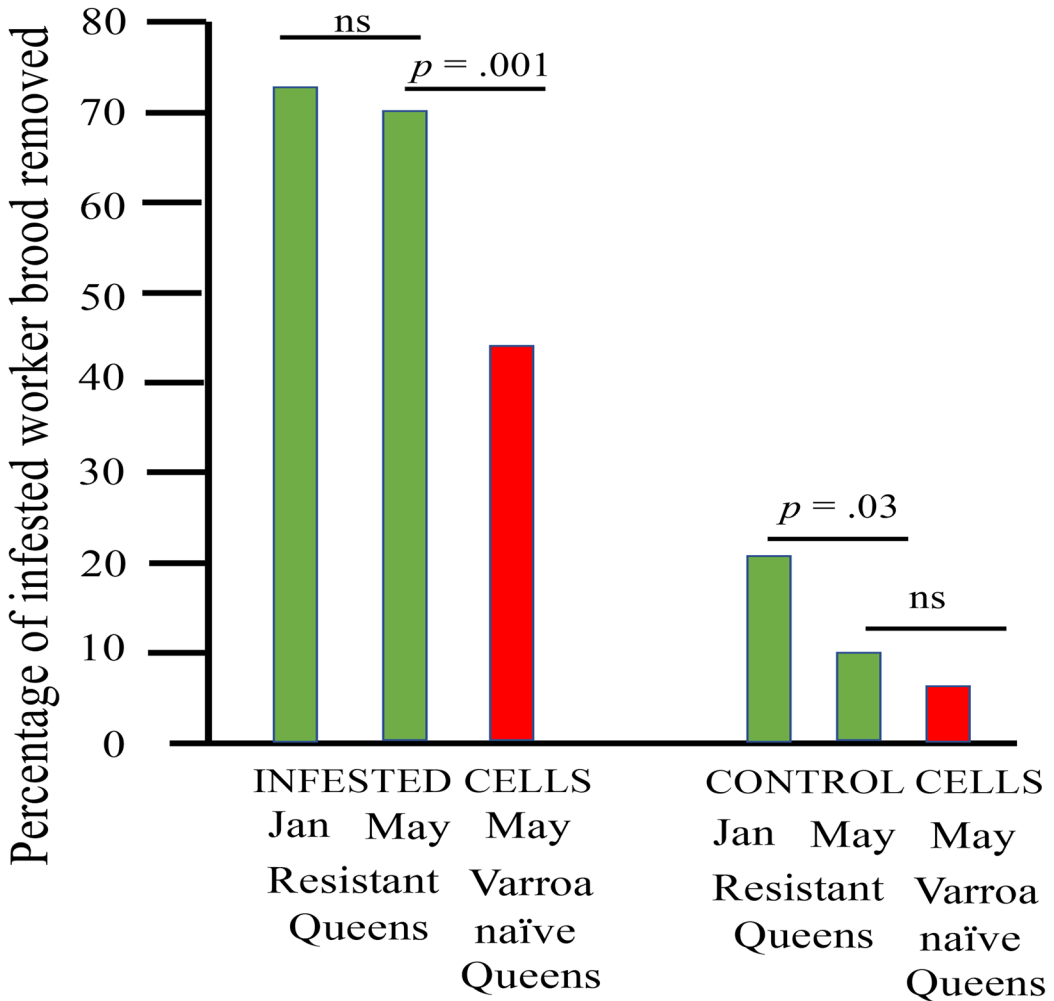 Percentage of infested worker brood removed
80
70
60
50
40
30
20
10
0
ns
p = .001
p = .03
ns
INFESTED CELLS
Jan May May
Resistant Queens
Varroa naïve Queens
CONTROL CELLS
Jan May May
Resistant Queens
Varroa naïve Queens